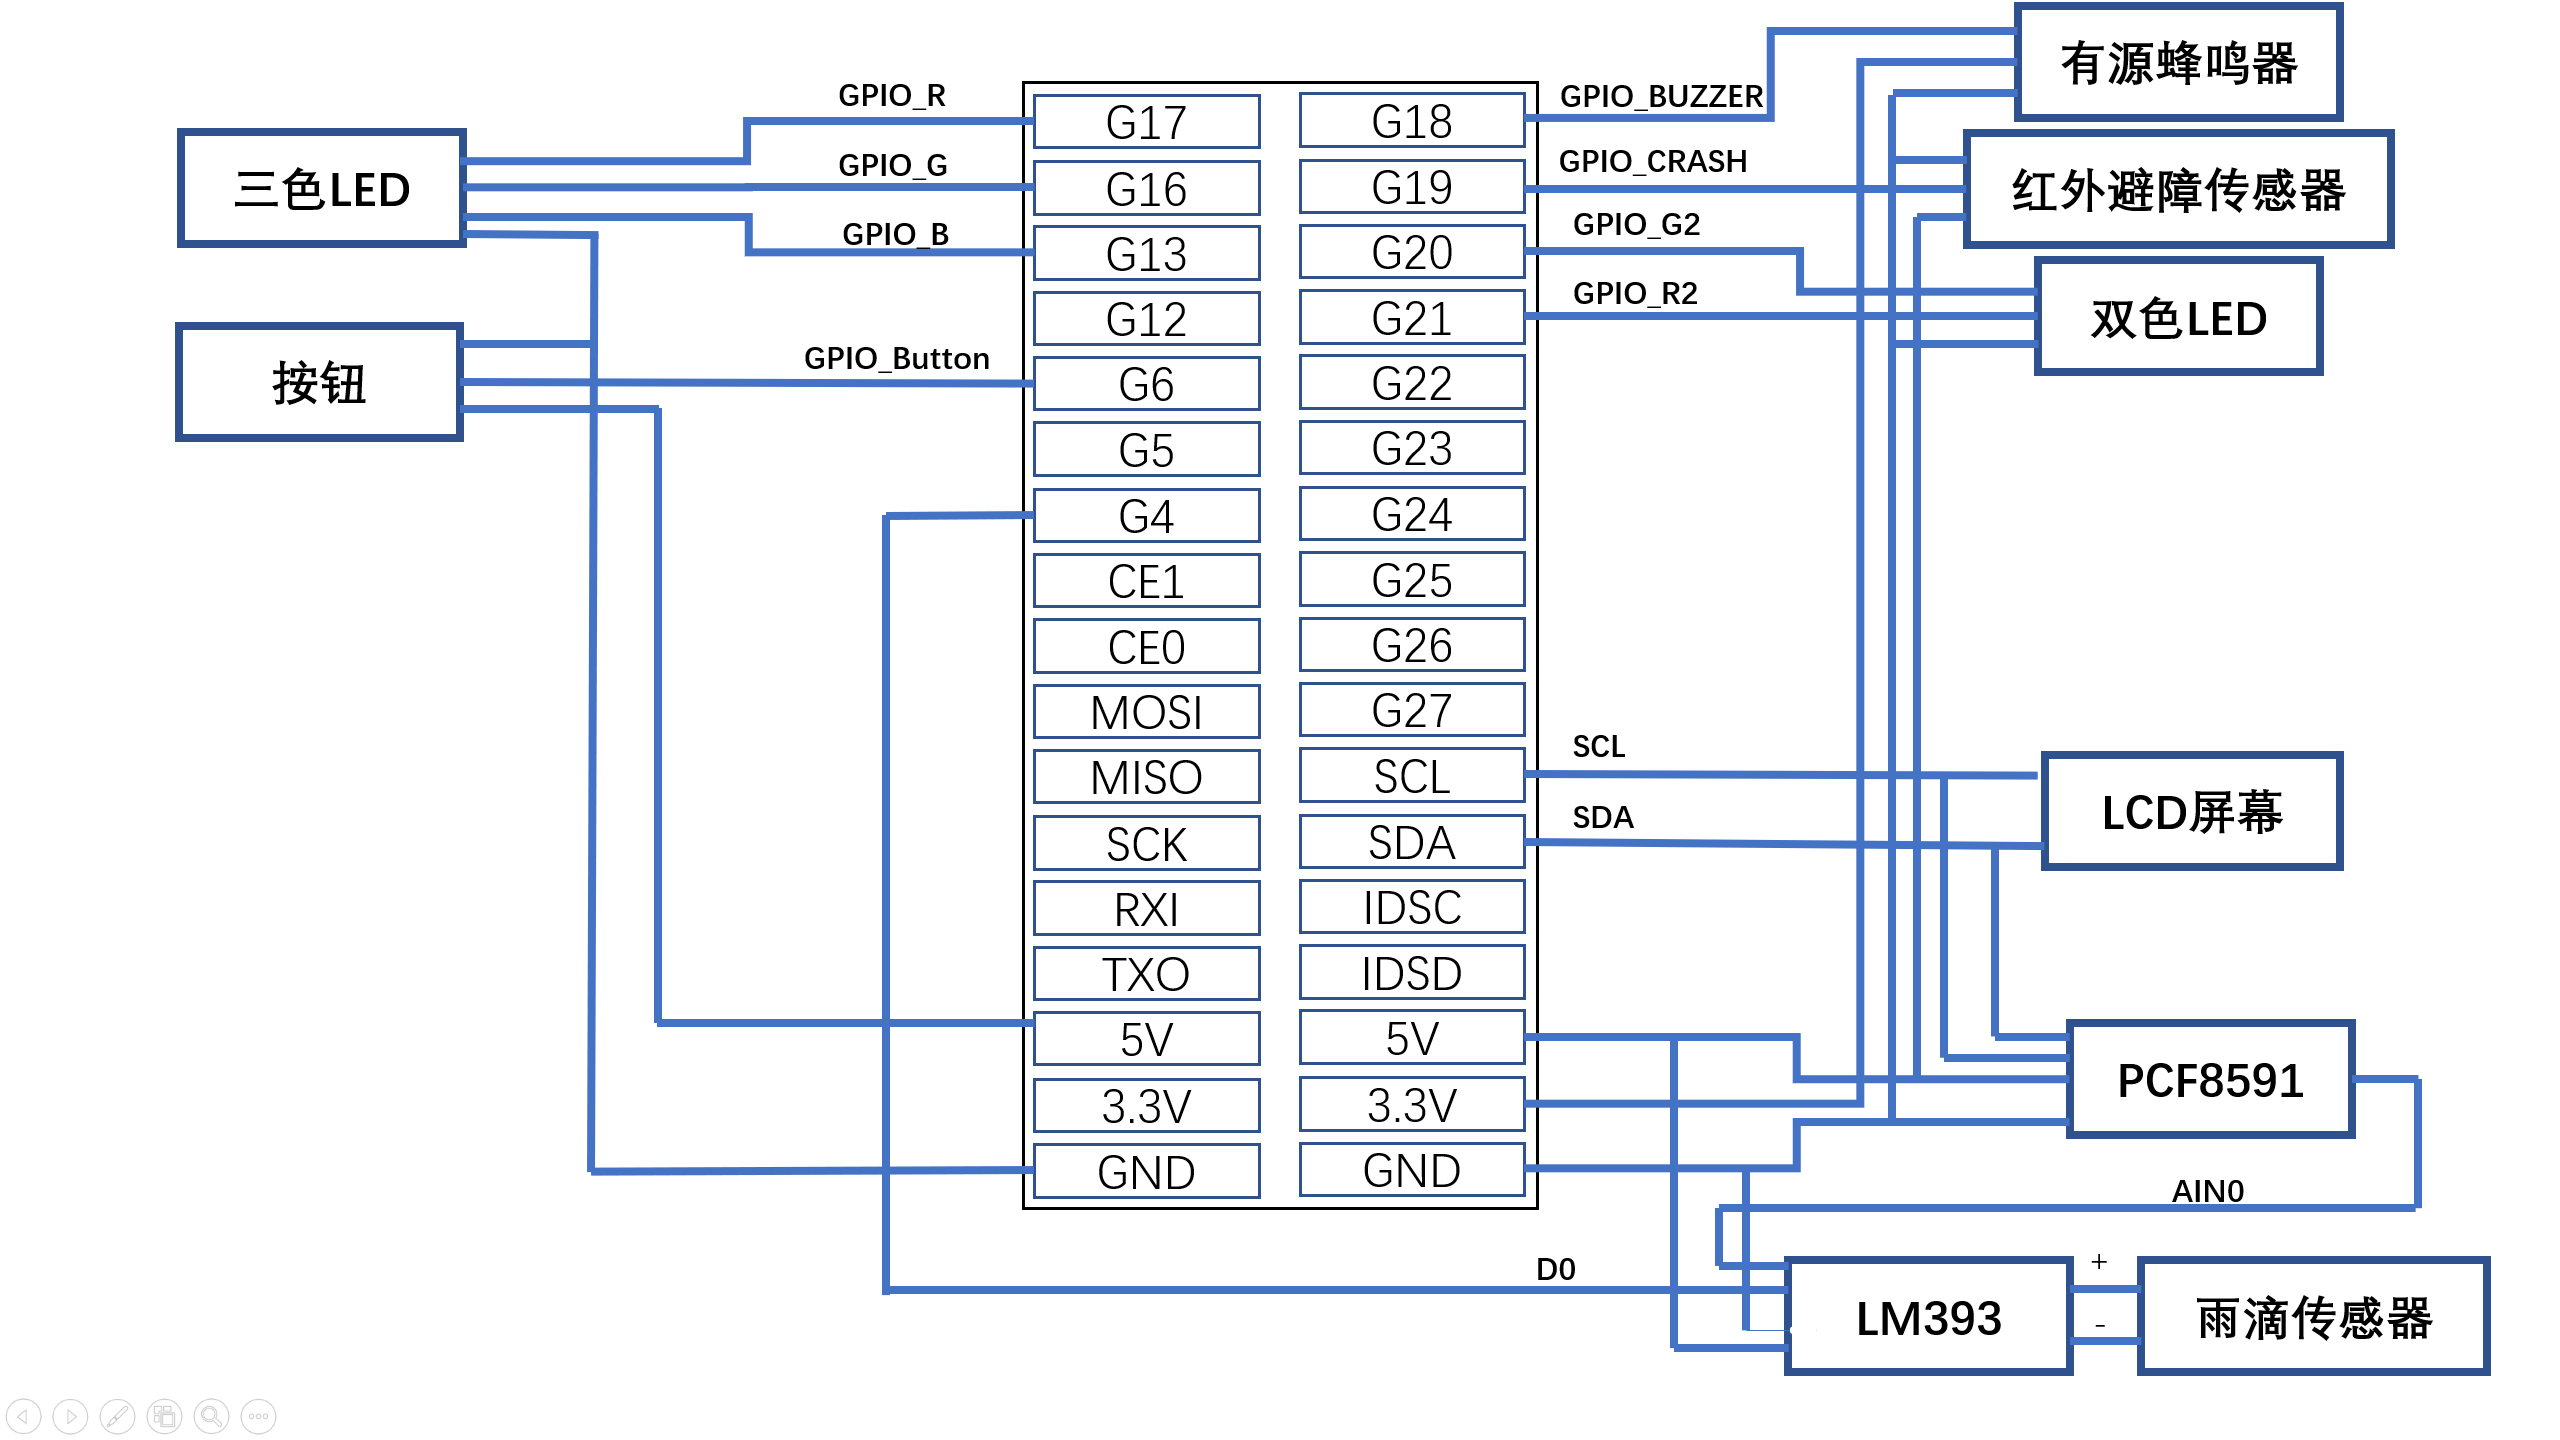 有源蜂鸣器
GPIO_R
GPIO_BUZZER
G17
G18
三色LED
GPIO_G
GPIO_CRASH
G16
G19
红外避障传感器
GPIO_B
GPIO_G2
G13
G20
GPIO_R2
G12
G21
双色LED
按钮
GPIO_Button
G6
G22
G5
G23
G4
G24
CE1
G25
CE0
G26
MOSI
G27
SCL
MISO
SCL
SDA
LCD屏幕
SCK
SDA
RXI
IDSC
TXO
IDSD
5V
5V
PCF8591
3.3V
3.3V
GND
GND
AIN0
D0
+
LM393
-
雨滴传感器